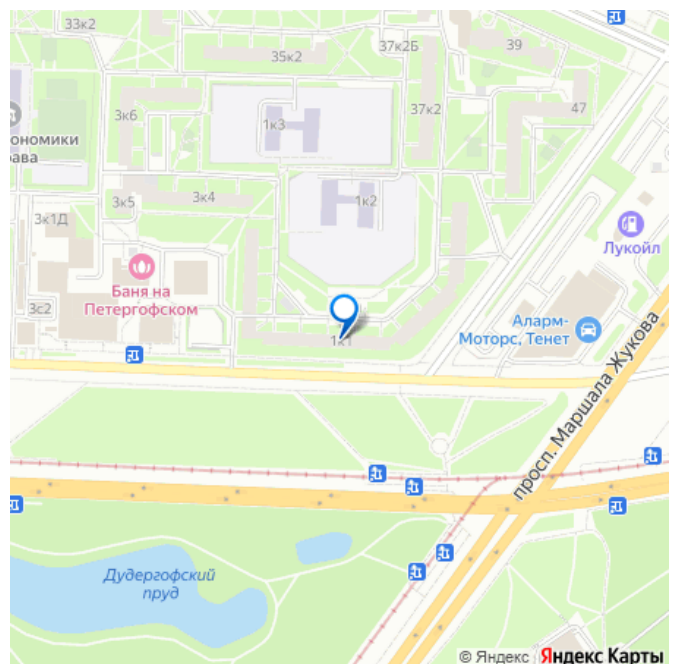 33к2
35к2
37к2Б
39
3к6
1к3
37к2
47
ономики
рава
3к5
3к4
1к2
3к1Д
Лукойл
Баня на
Петергофском
3с2
Аларм-
Моторс, Тенет
1к1
просп. Маршала Жукова
Дудергофский
пруд
© Яндекс Яндекс Карты